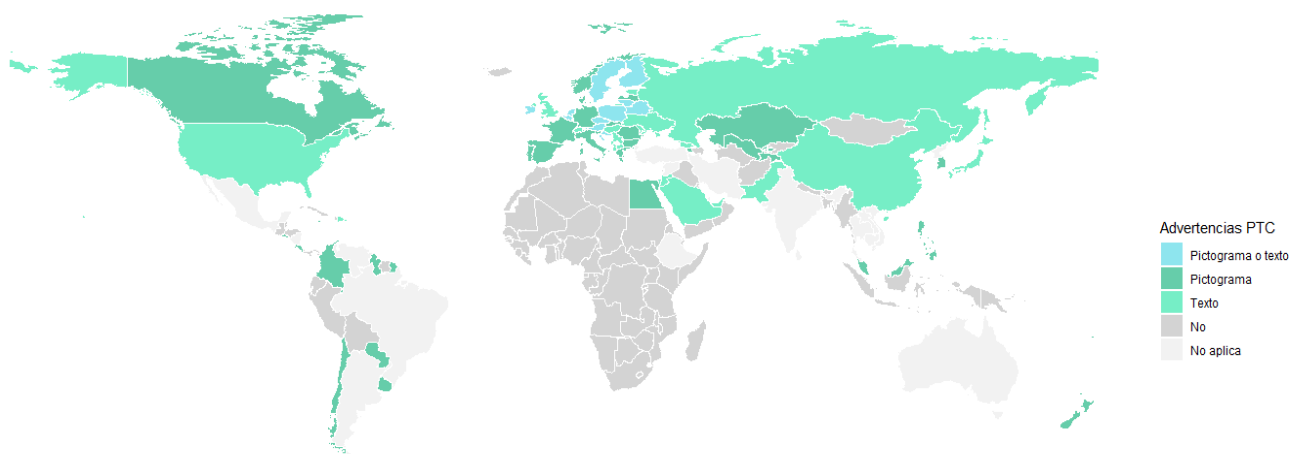 Advertencias PTC
Pictograma o texto
Pictograma
Texto
No
No aplica